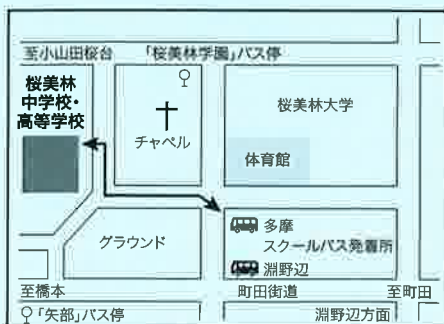 至小山田桜台 「桜美林学園」バス停
桜美林
中学校・
高等学校
チャペル
桜美林大学
体育館
グラウンド
多摩
スクールバス発着所
淵野辺
至橋本 町田街道 至町田
「矢部」バス停 淵野辺方面